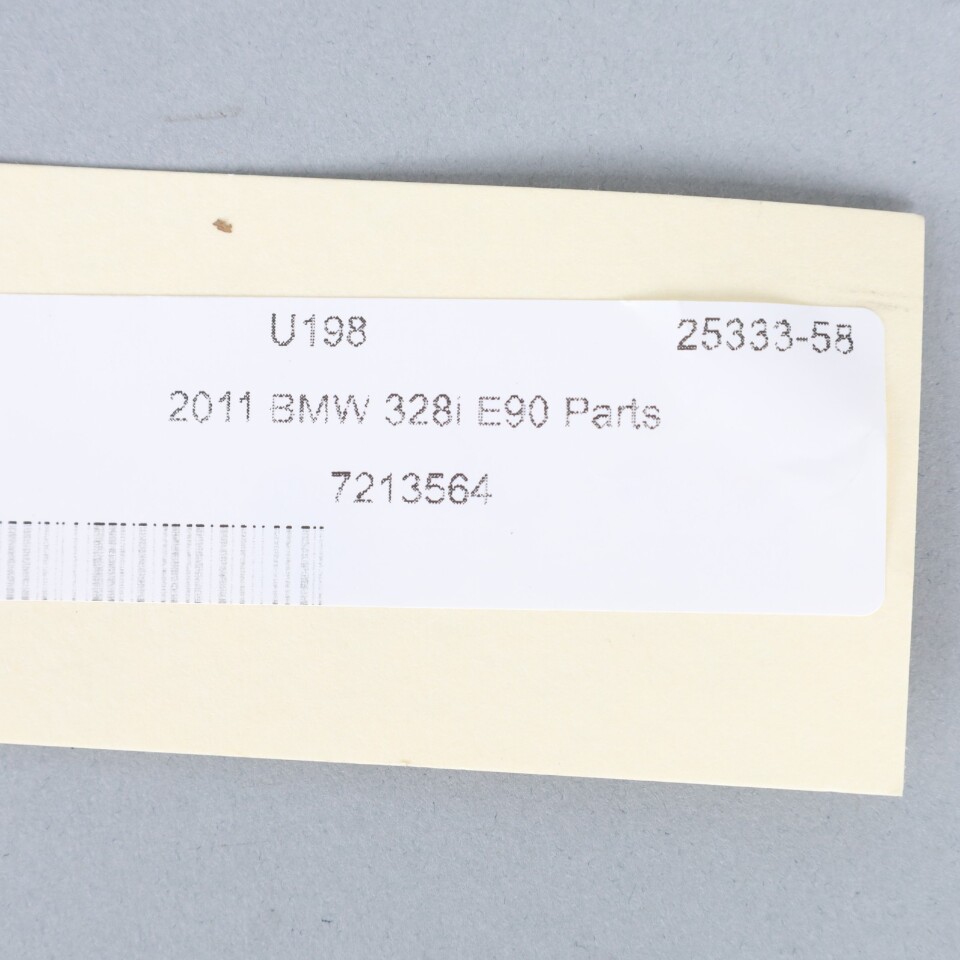 U198 25333-58
2011 BMW 328i E90 Parts
7213564